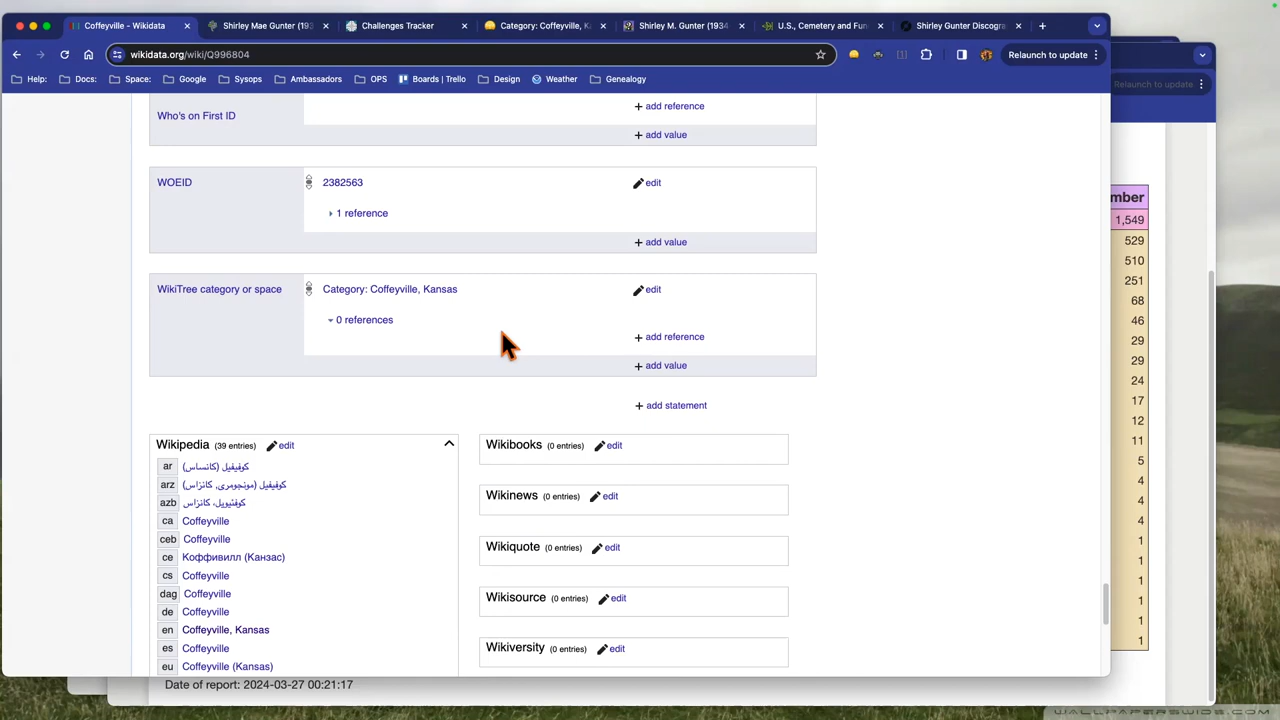 Coffeyville - Wikidata
Shirley Mae Gunter (193
Challenges Tracker
Category: Coffeyville, K
Shirley M. Gunter (1934
U.S., Cemetery and Fun
Shirley Gunter Discogra
wikidata.org/wiki/Q996804
Relaunch to update
Relaunch to update
Help:
Docs:
Space:
Google
Sysops
Ambassadors
OPS
Boards | Trello
Design
Weather
Genealogy
Who's on First ID
+ add reference
+ add value
WOEID
2382563
edit
1 reference
+ add value
WikiTree category or space
Category: Coffeyville, Kansas
edit
0 references
+ add reference
+ add value
+ add statement
Wikipedia (39 entries) edit
ar كوفيفيل (كانساس)
arz كوفيفيل (مونجومرى, كانزاس)
azb کوفئیویل، کانزاس
ca Coffeyville
ceb Coffeyville
ce Коффивилл (Канзас)
cs Coffeyville
dag Coffeyville
de Coffeyville
en Coffeyville, Kansas
es Coffeyville
eu Coffeyville (Kansas)
Wikibooks (0 entries) edit
Wikinews (0 entries) edit
Wikiquote (0 entries) edit
Wikisource (0 entries) edit
Wikiversity (0 entries) edit
mber
1,549
529
510
251
68
46
29
29
24
17
12
11
5
4
4
4
1
1
1
1
1
1
Date of report: 2024-03-27 00:21:17
WALLPAPERSWIDE.COM